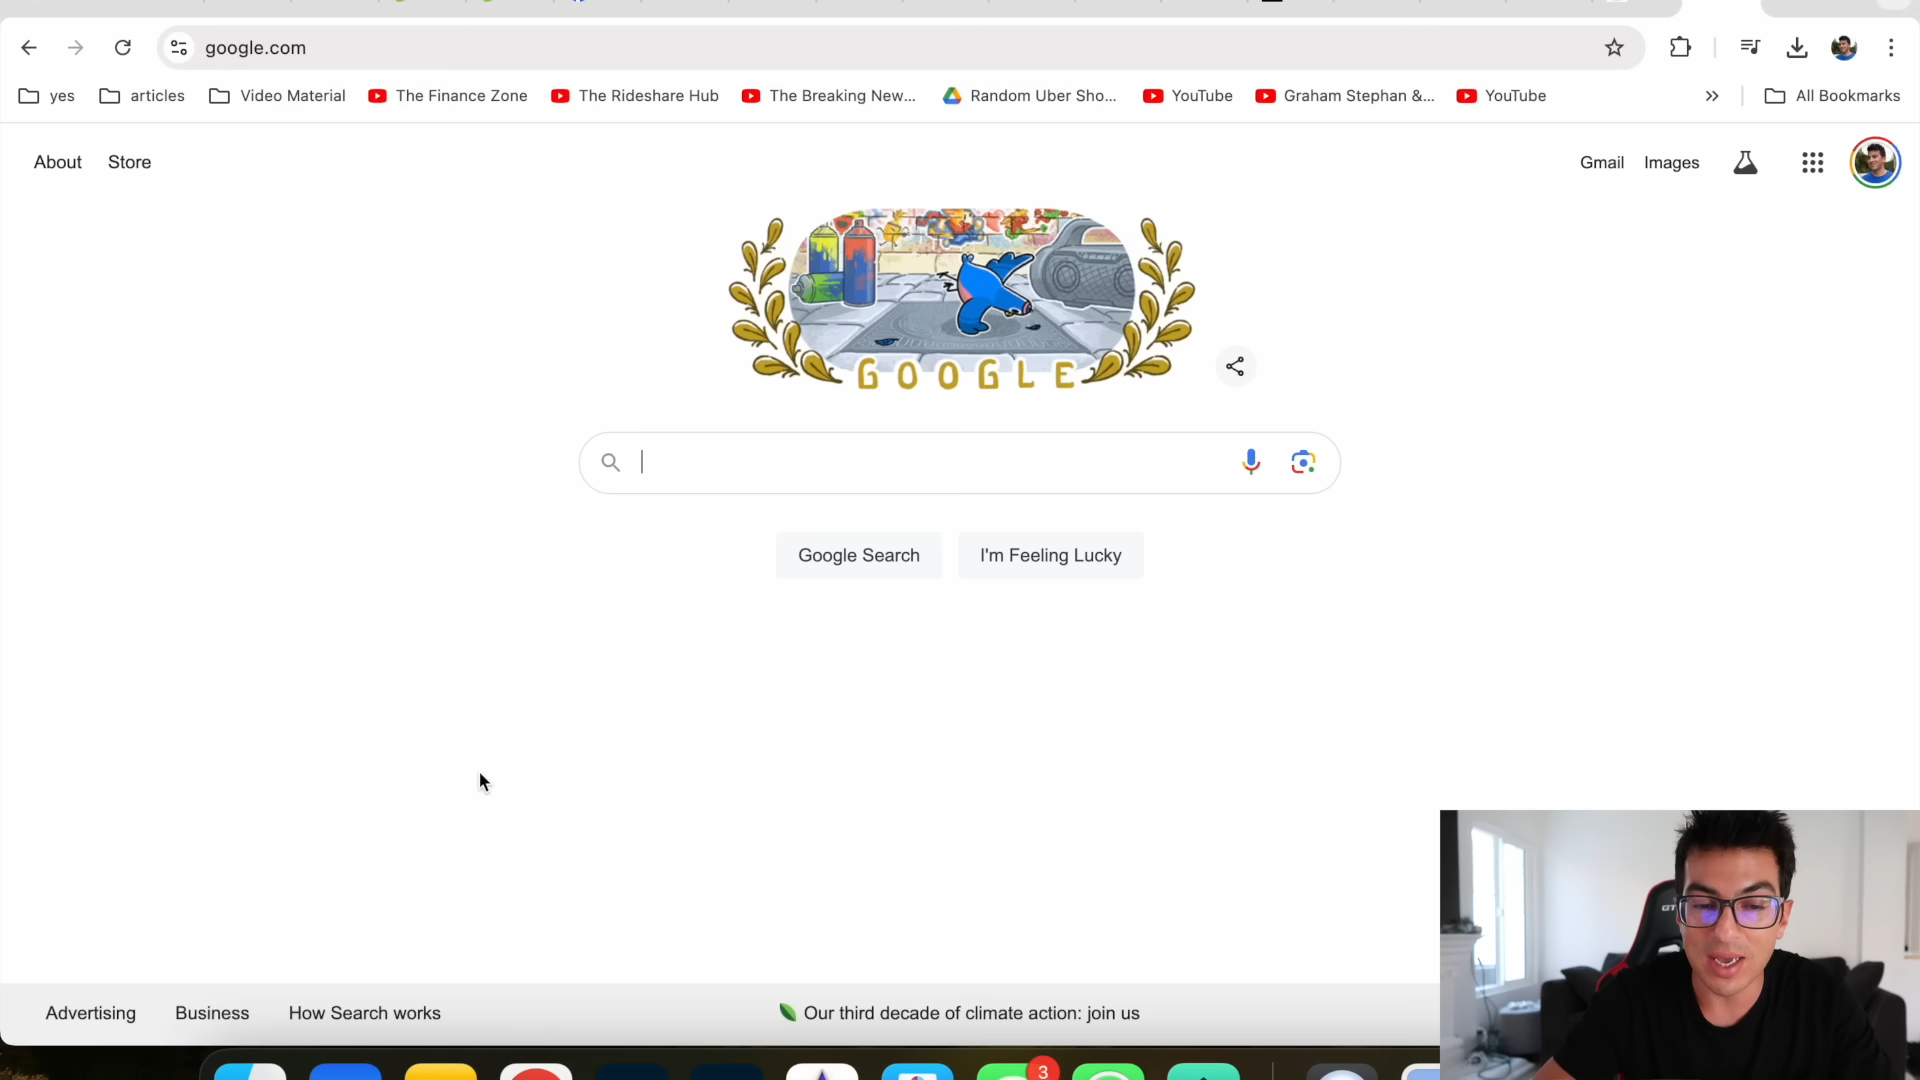 google.com
yes articles Video Material The Finance Zone The Rideshare Hub The Breaking New... Random Uber Sho... YouTube Graham Stephan &... YouTube All Bookmarks
About Store Gmail Images
GOOGLE
Google Search I'm Feeling Lucky
Advertising Business How Search works Our third decade of climate action: join us
GT
3